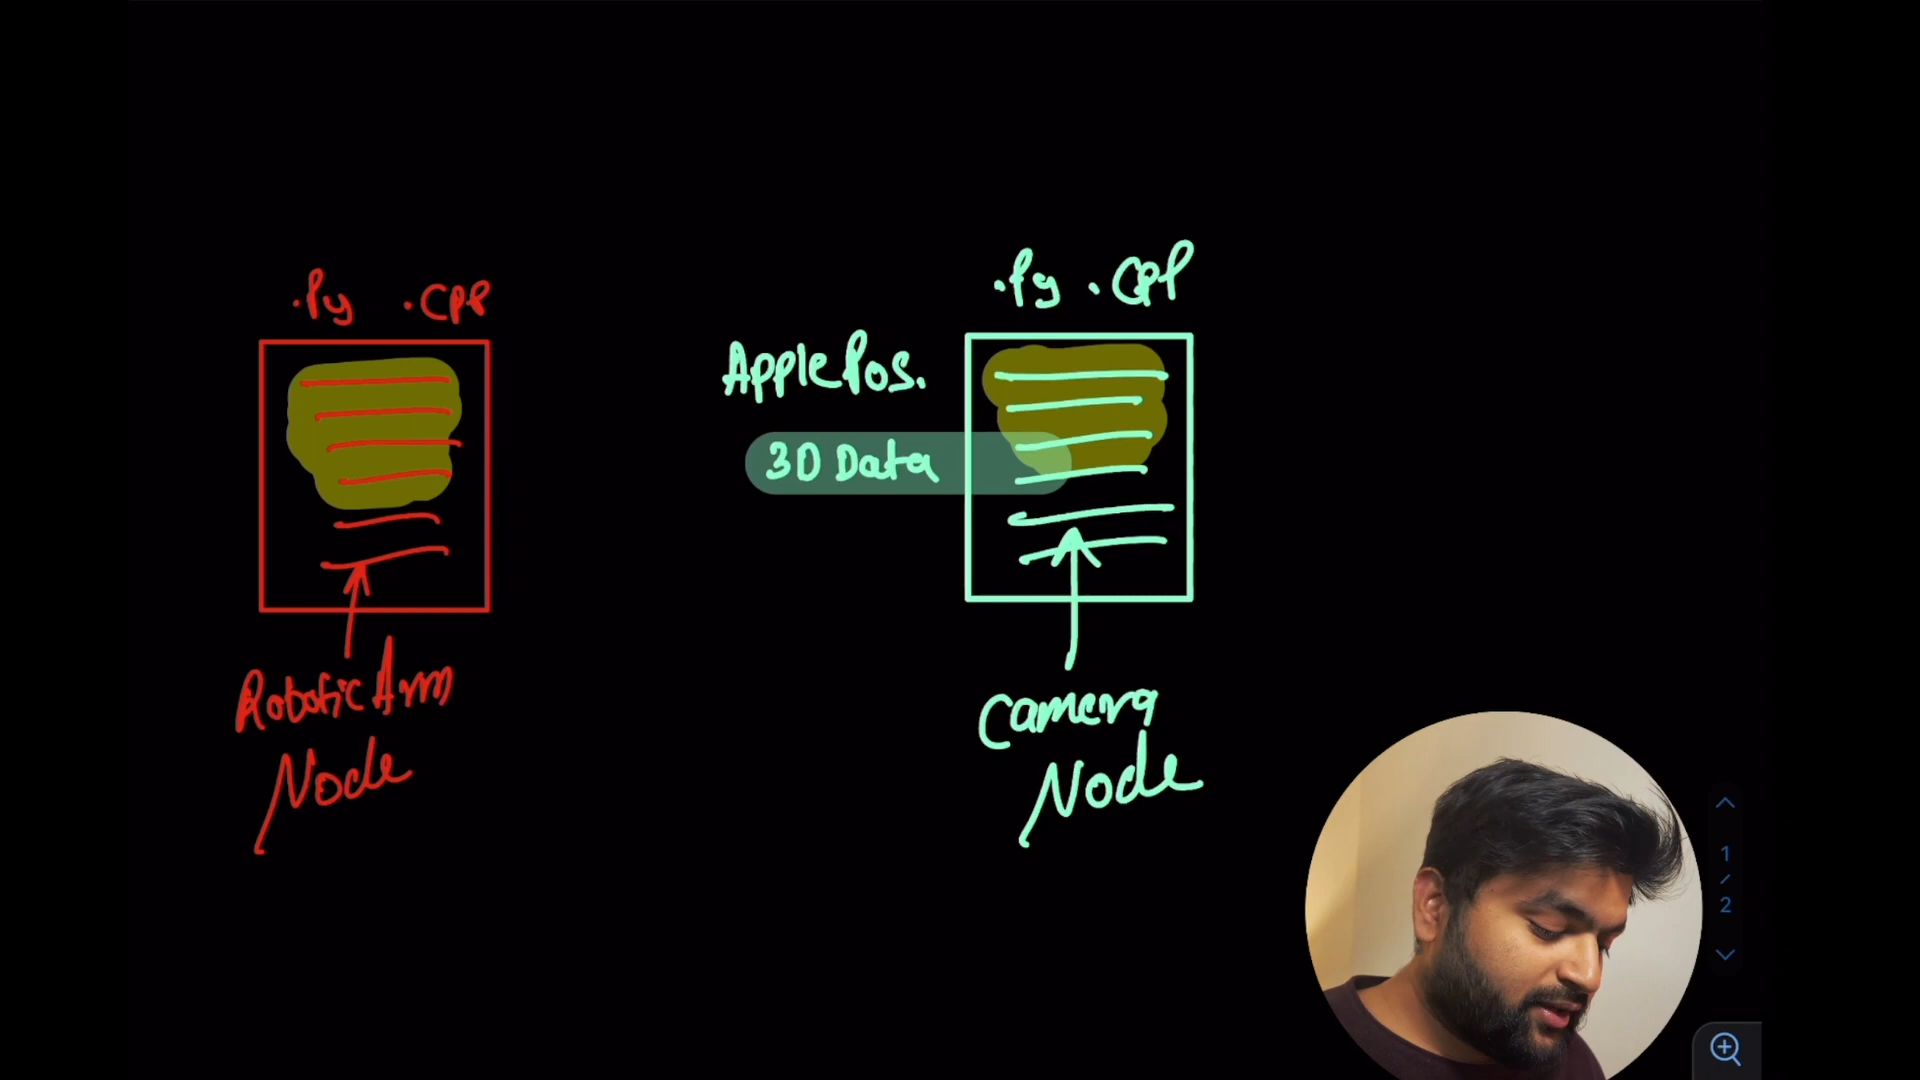 .Py .CPP
Robotic Arm
Node
.Py .CPP
Apple Pos.
3D Data
Camera
Node
1
/
2